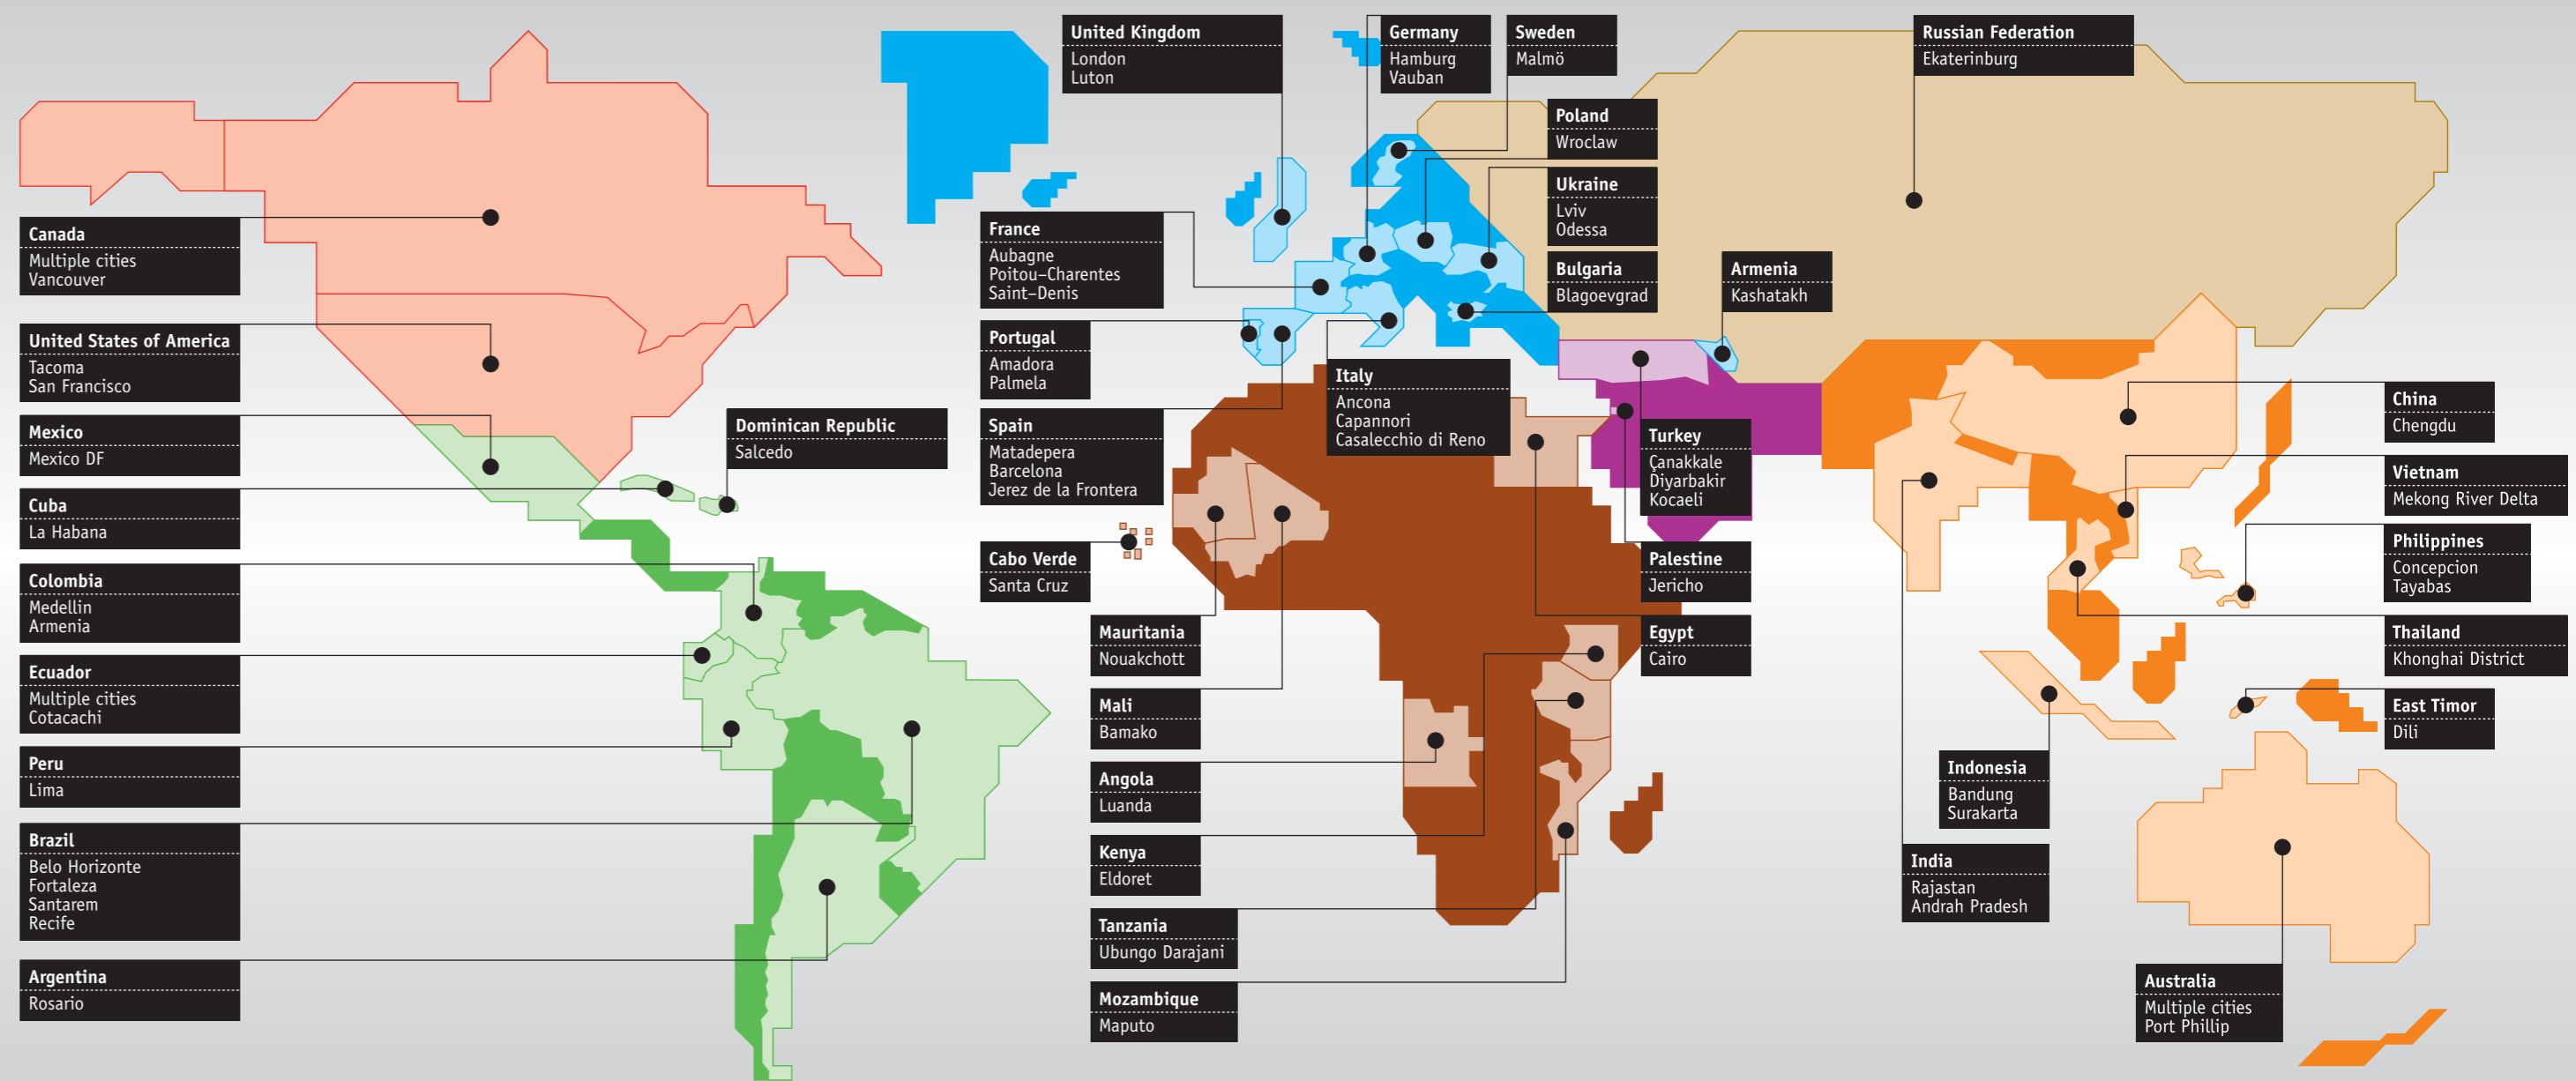 Canada
Multiple cities
Vancouver
United States of America
Tacoma
San Francisco
Mexico
Mexico DF
Cuba
La Habana
Colombia
Medellin
Armenia
Ecuador
Multiple cities
Cotacachi
Peru
Lima
Brazil
Belo Horizonte
Fortaleza
Santarem
Recife
Argentina
Rosario
Dominican Republic
Salcedo
United Kingdom
London
Luton
France
Aubagne
Poitou–Charentes
Saint–Denis
Portugal
Amadora
Palmela
Spain
Matadepera
Barcelona
Jerez de la Frontera
Cabo Verde
Santa Cruz
Mauritania
Nouakchott
Mali
Bamako
Angola
Luanda
Kenya
Eldoret
Tanzania
Ubungo Darajani
Mozambique
Maputo
Germany
Hamburg
Vauban
Sweden
Malmö
Poland
Wroclaw
Ukraine
Lviv
Odessa
Bulgaria
Blagoevgrad
Italy
Ancona
Capannori
Casalecchio di Reno
Armenia
Kashatakh
Turkey
Çanakkale
Diyarbakir
Kocaeli
Palestine
Jericho
Egypt
Cairo
Russian Federation
Ekaterinburg
China
Chengdu
Vietnam
Mekong River Delta
Philippines
Concepcion
Tayabas
Thailand
Khonghai District
East Timor
Dili
Indonesia
Bandung
Surakarta
India
Rajastan
Andrah Pradesh
Australia
Multiple cities
Port Phillip